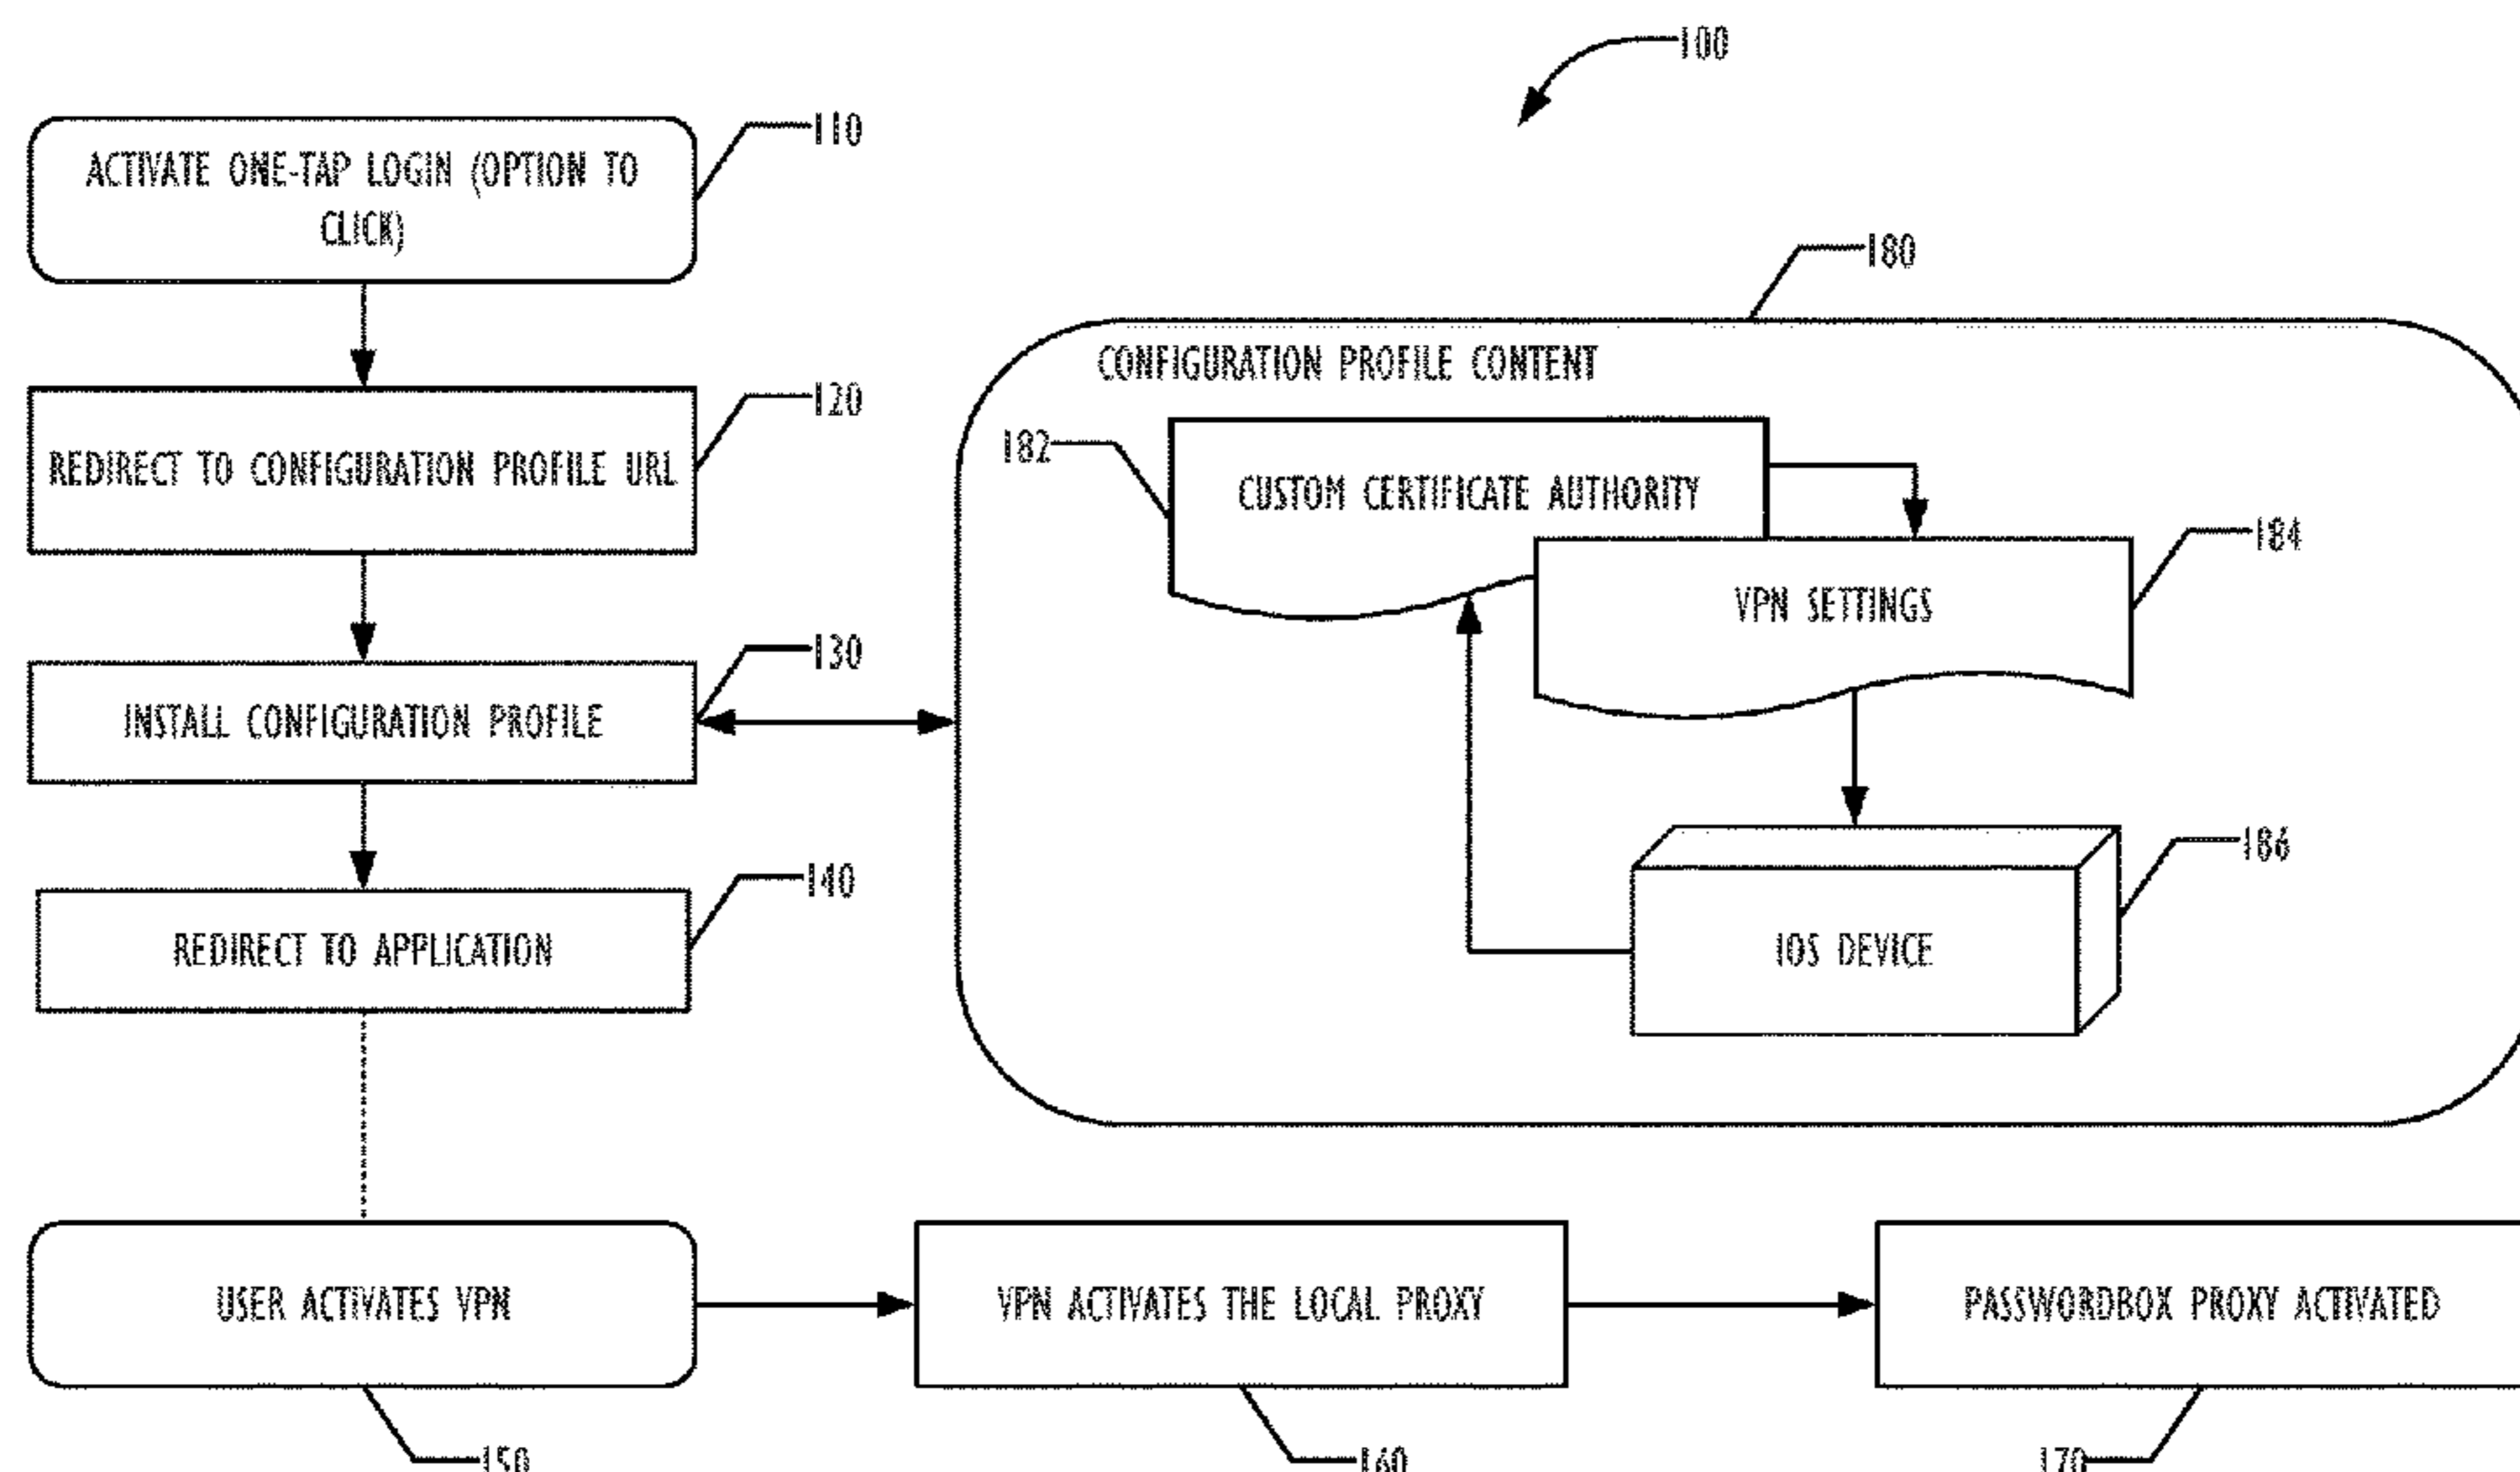 100
110
ACTIVATE ONE-TAP LOGIN (OPTION TO
CLICK)
120
REDIRECT TO CONFIGURATION PROFILE URL
130
INSTALL CONFIGURATION PROFILE
140
REDIRECT TO APPLICATION
180
CONFIGURATION PROFILE CONTENT
182
CUSTOM CERTIFICATE AUTHORITY
184
VPN SETTINGS
186
IOS DEVICE
USER ACTIVATES VPN
150
VPN ACTIVATES THE LOCAL PROXY
160
PASSWORDBOX PROXY ACTIVATED
170